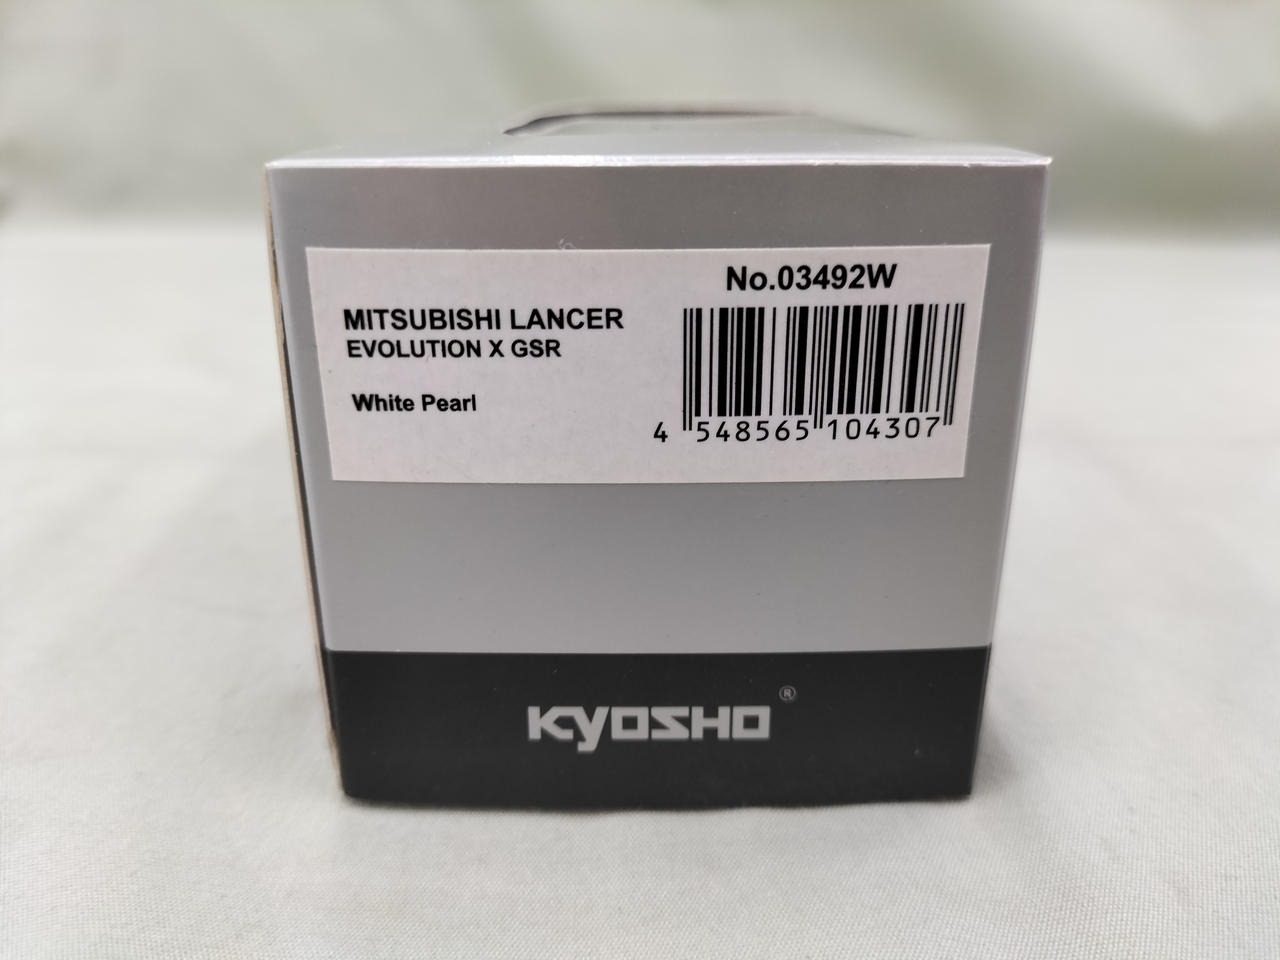 No.03492W
MITSUBISHI LANCER
EVOLUTION X GSR
White Pearl
4 548565 104307
KYOSHO ®